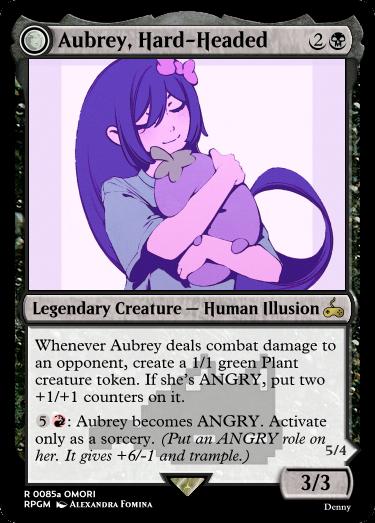 Aubrey, Hard-Headed 2
Legendary Creature — Human Illusion
Whenever Aubrey deals combat damage to
an opponent, create a 1/1 green Plant
creature token. If she's ANGRY, put two
+1/+1 counters on it.
5: Aubrey becomes ANGRY. Activate
only as a sorcery. (Put an ANGRY role on
her. It gives +6/-1 and trample.)
5/4
3/3
R 0085a OMORI
RPGM Alexandra Fomina
Denny